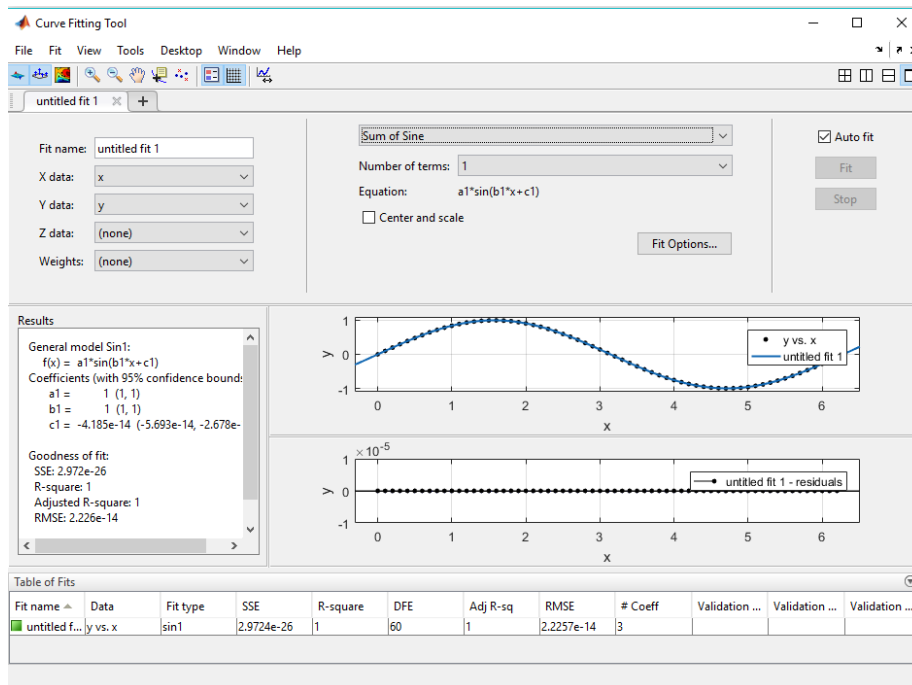 Curve Fitting Tool
File Fit View Tools Desktop Window Help
untitled fit 1
Fit name: untitled fit 1
X data: x
Y data: y
Z data: (none)
Weights: (none)
Sum of Sine
Number of terms: 1
Equation: a1*sin(b1*x+c1)
Center and scale
Fit Options...
Auto fit
Fit
Stop
Results
General model Sin1:
f(x) = a1*sin(b1*x+c1)
Coefficients (with 95% confidence bounds
a1 = 1 (1, 1)
b1 = 1 (1, 1)
c1 = -4.185e-14 (-5.693e-14, -2.678e-
Goodness of fit:
SSE: 2.972e-26
R-square: 1
Adjusted R-square: 1
RMSE: 2.226e-14
1
0
-1
y
y vs. x
untitled fit 1
0 1 2 3 4 5 6
x
×10-5
1
0
-1
y
untitled fit 1 - residuals
0 1 2 3 4 5 6
x
Table of Fits
Fit name Data Fit type SSE R-square DFE Adj R-sq RMSE # Coeff Validation ... Validation ... Validation
untitled f... y vs. x sin1 2.9724e-26 1 60 1 2.2257e-14 3